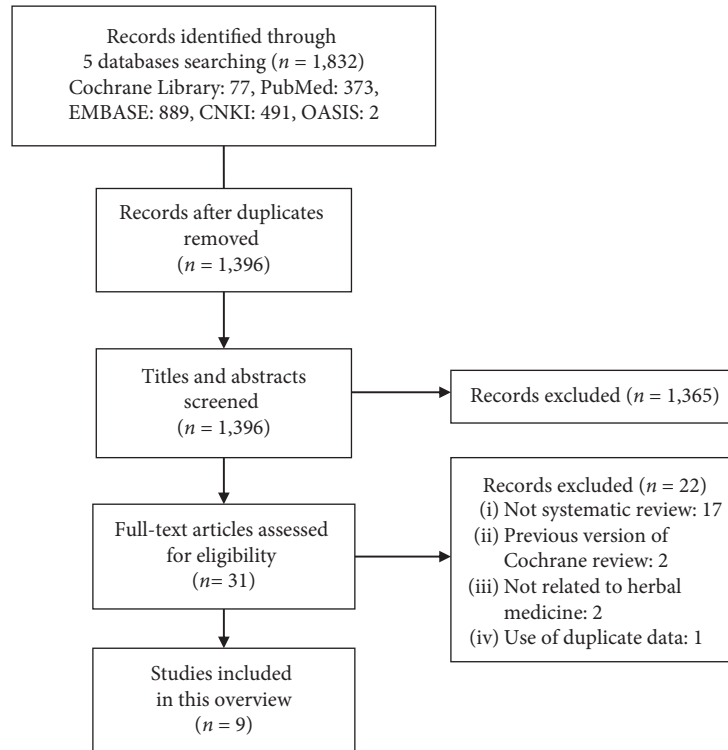 Records identified through
5 databases searching (n = 1,832)
Cochrane Library: 77, PubMed: 373,
EMBASE: 889, CNKI: 491, OASIS: 2
Records after duplicates
removed
(n = 1,396)
Titles and abstracts
screened
(n = 1,396)
Records excluded (n = 1,365)
Full-text articles assessed
for eligibility
(n= 31)
Records excluded (n = 22)
(i) Not systematic review: 17
(ii) Previous version of
Cochrane review: 2
(iii) Not related to herbal
medicine: 2
(iv) Use of duplicate data: 1
Studies included
in this overview
(n = 9)